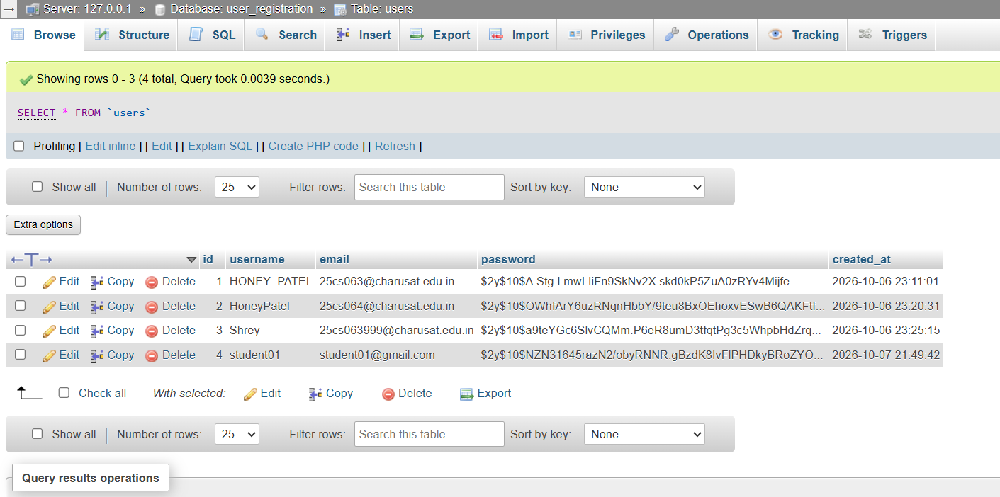 Server: 127.0.0.1 » Database: user_registration » Table: users
Browse Structure SQL Search Insert Export Import Privileges Operations Tracking Triggers
Showing rows 0 - 3 (4 total, Query took 0.0039 seconds.)
SELECT * FROM `users`
Profiling [ Edit inline ] [ Edit ] [ Explain SQL ] [ Create PHP code ] [ Refresh ]
Show all | Number of rows: 25 Filter rows: Search this table Sort by key: None
Extra options
←T→ id username email password created_at
Edit Copy Delete 1 HONEY_PATEL 25cs063@charusat.edu.in $2y$10$A.Stg.LmwLliFn9SkNv2X.skd0kP5ZuA0zRYv4Mijfe... 2026-10-06 23:11:01
Edit Copy Delete 2 HoneyPatel 25cs064@charusat.edu.in $2y$10$OWhfArY6uzRNqnHbbY/9teu8BxOEhoxvESwB6QAKFtf... 2026-10-06 23:20:31
Edit Copy Delete 3 Shrey 25cs063999@charusat.edu.in $2y$10$a9teYGc6SlvCQMm.P6eR8umD3tfqtPg3c5WhpbHdZrq... 2026-10-06 23:25:15
Edit Copy Delete 4 student01 student01@gmail.com $2y$10$NZN31645razN2/obyRNNR.gBzdK8lvFlPHDkyBRoZYO... 2026-10-07 21:49:42
Check all With selected: Edit Copy Delete Export
Show all | Number of rows: 25 Filter rows: Search this table Sort by key: None
Query results operations